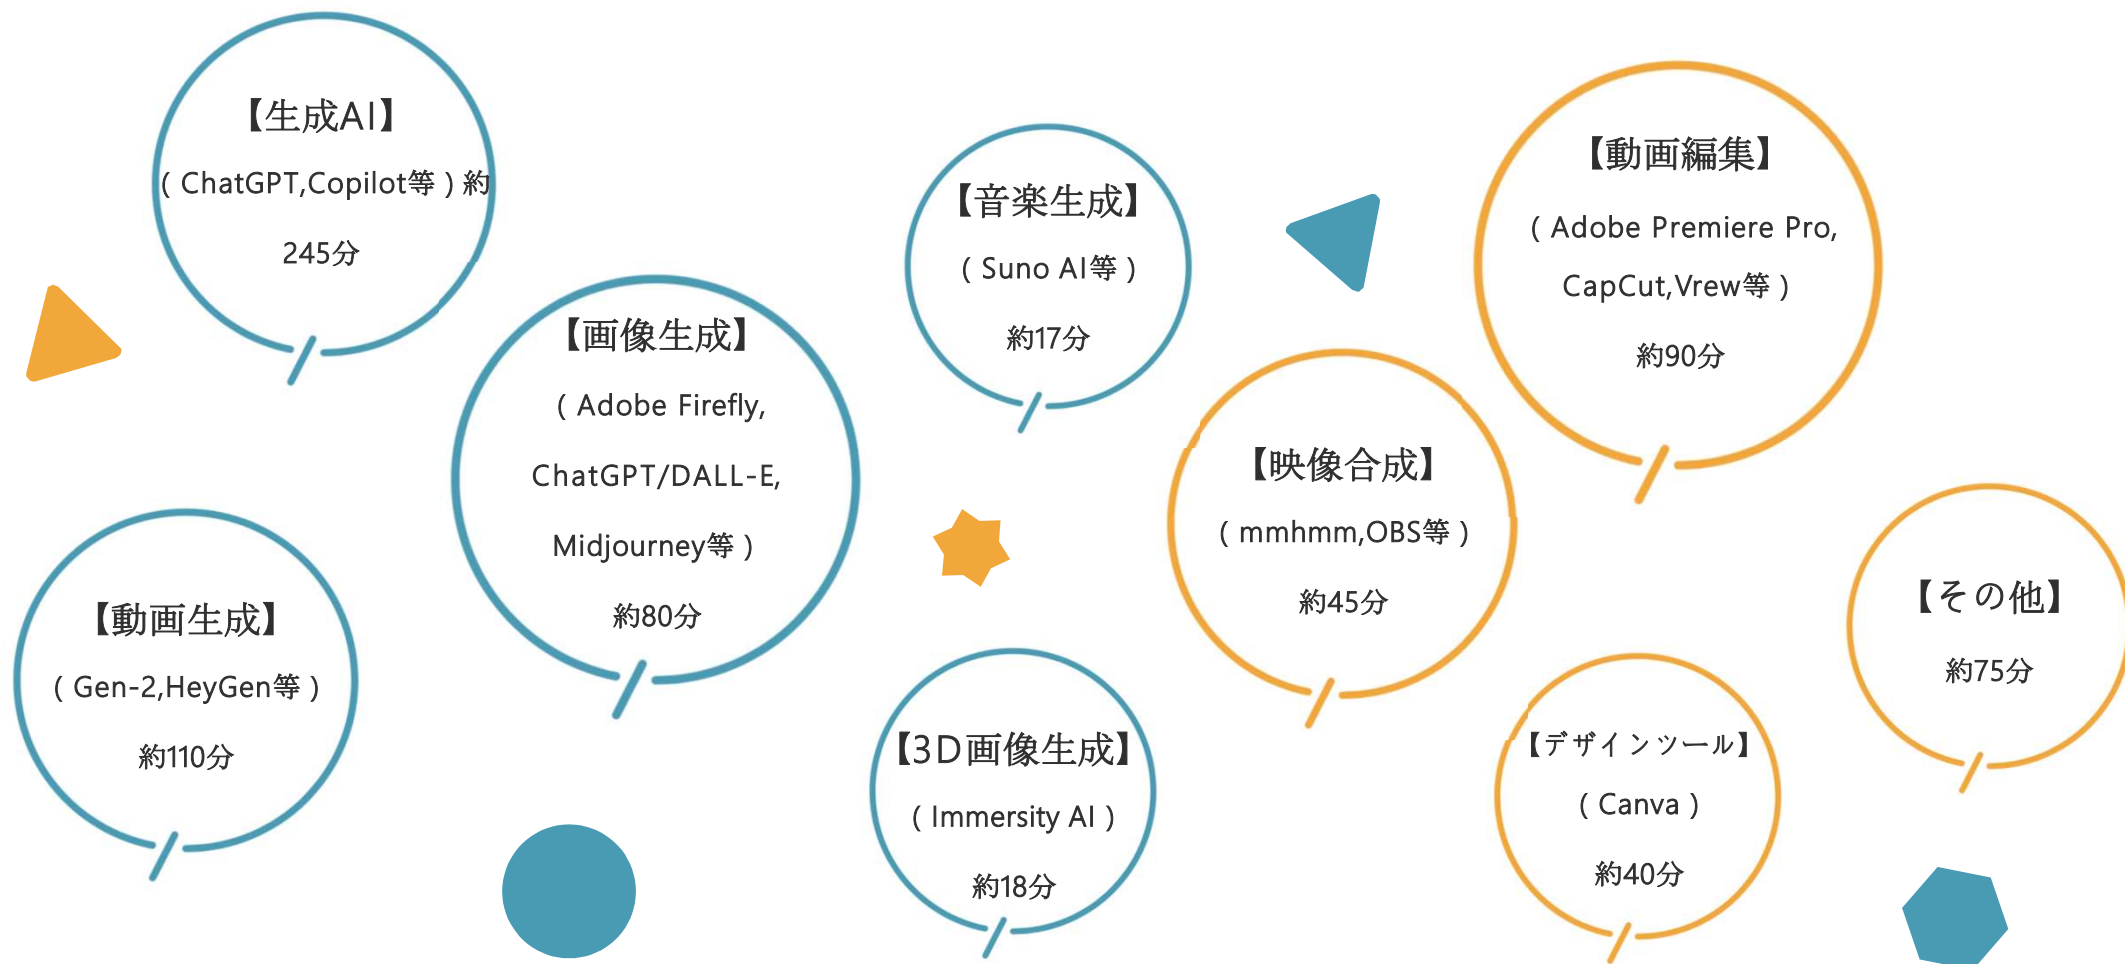 【生成AI】
( ChatGPT,Copilot等 ) 約
245分
【画像生成】
( Adobe Firefly,
ChatGPT/DALL-E,
Midjourney等 )
約80分
【動画生成】
( Gen-2,HeyGen等 )
約110分
【音楽生成】
( Suno AI等 )
約17分
【3D画像生成】
( Immersity AI )
約18分
【動画編集】
( Adobe Premiere Pro,
CapCut,Vrew等 )
約90分
【映像合成】
( mmhmm,OBS等 )
約45分
【デザインツール】
( Canva )
約40分
【その他】
約75分